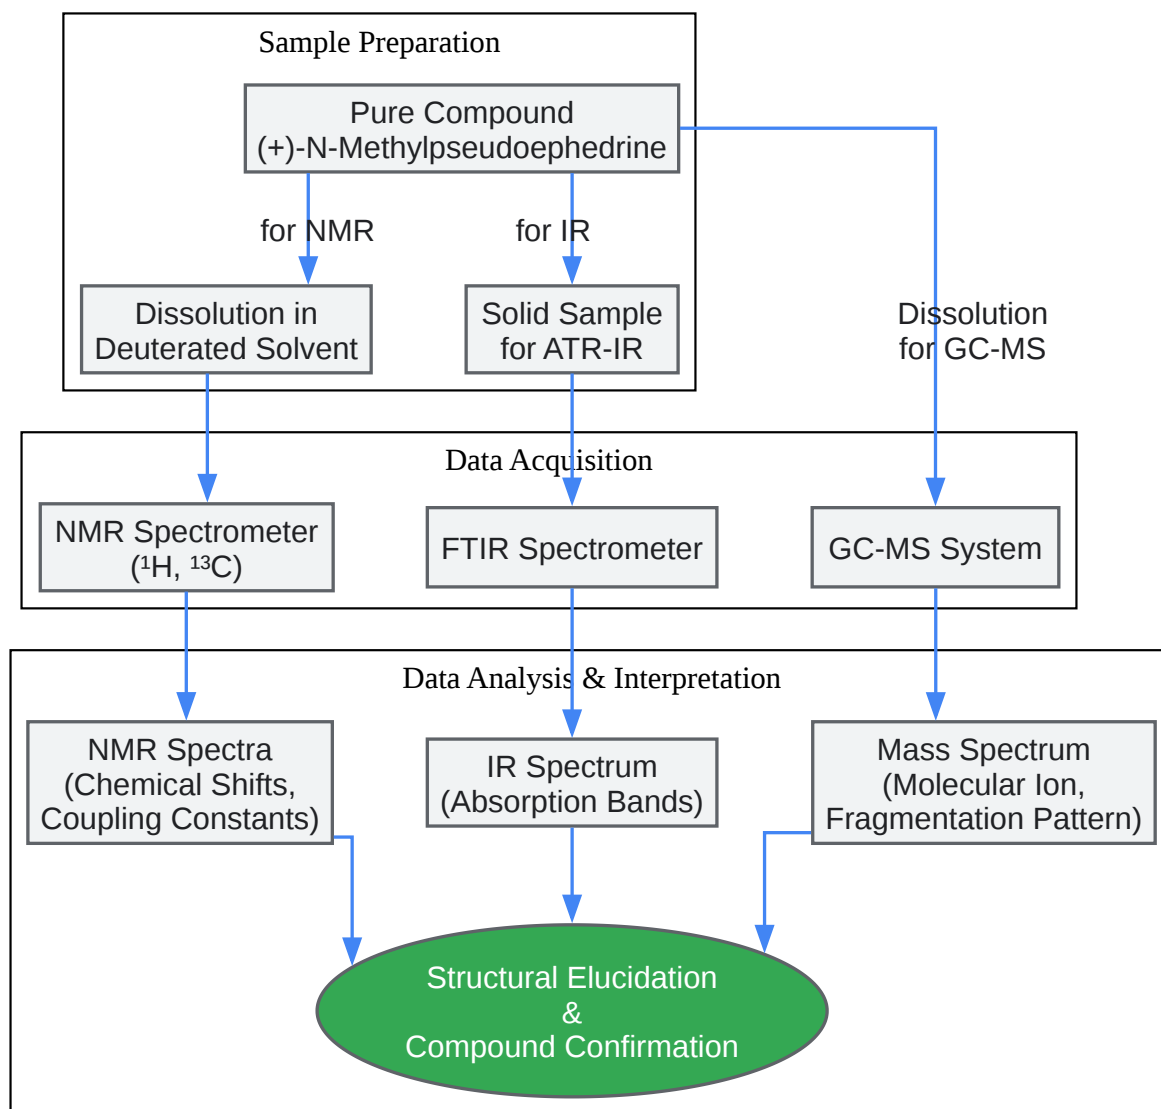 Sample Preparation
Pure Compound
(+)-N-Methylpseudoephedrine
for NMR
for IR
Dissolution in
Deuterated Solvent
Solid Sample
for ATR-IR
Dissolution
for GC-MS
Data Acquisition
NMR Spectrometer
(¹H, ¹³C)
FTIR Spectrometer
GC-MS System
Data Analysis & Interpretation
NMR Spectra
(Chemical Shifts,
Coupling Constants)
IR Spectrum
(Absorption Bands)
Mass Spectrum
(Molecular Ion,
Fragmentation Pattern)
Structural Elucidation
&
Compound Confirmation